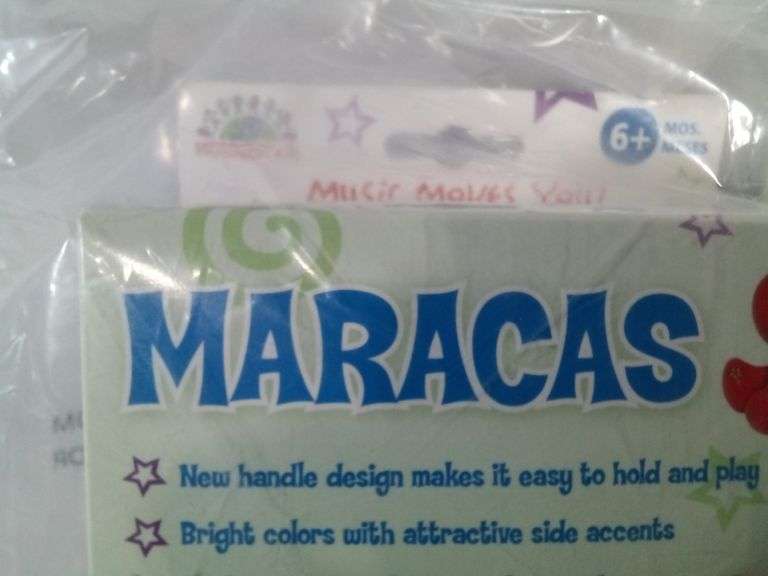 6+ MOS.
Music Moves You!
MARACAS
New handle design makes it easy to hold and play
Bright colors with attractive side accents